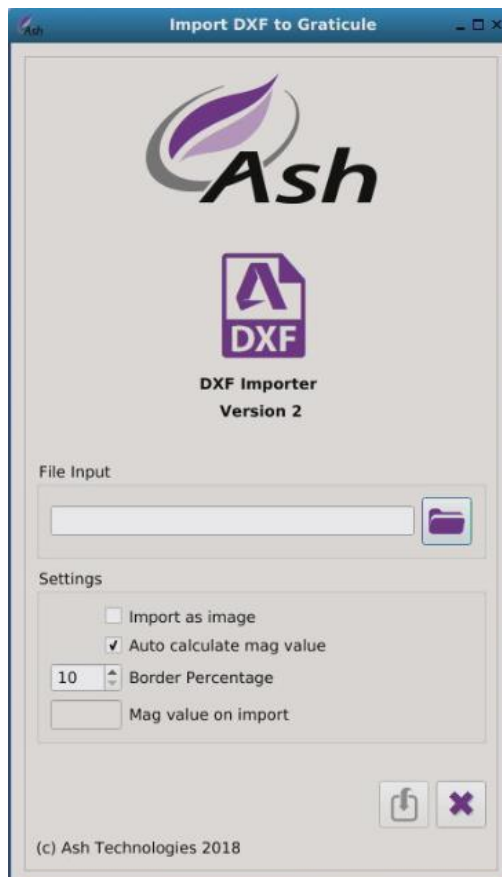 Ash
Import DXF to Graticule
Ash
DXF
DXF Importer
Version 2
File Input
Settings
Import as image
Auto calculate mag value
10
Border Percentage
Mag value on import
(c) Ash Technologies 2018